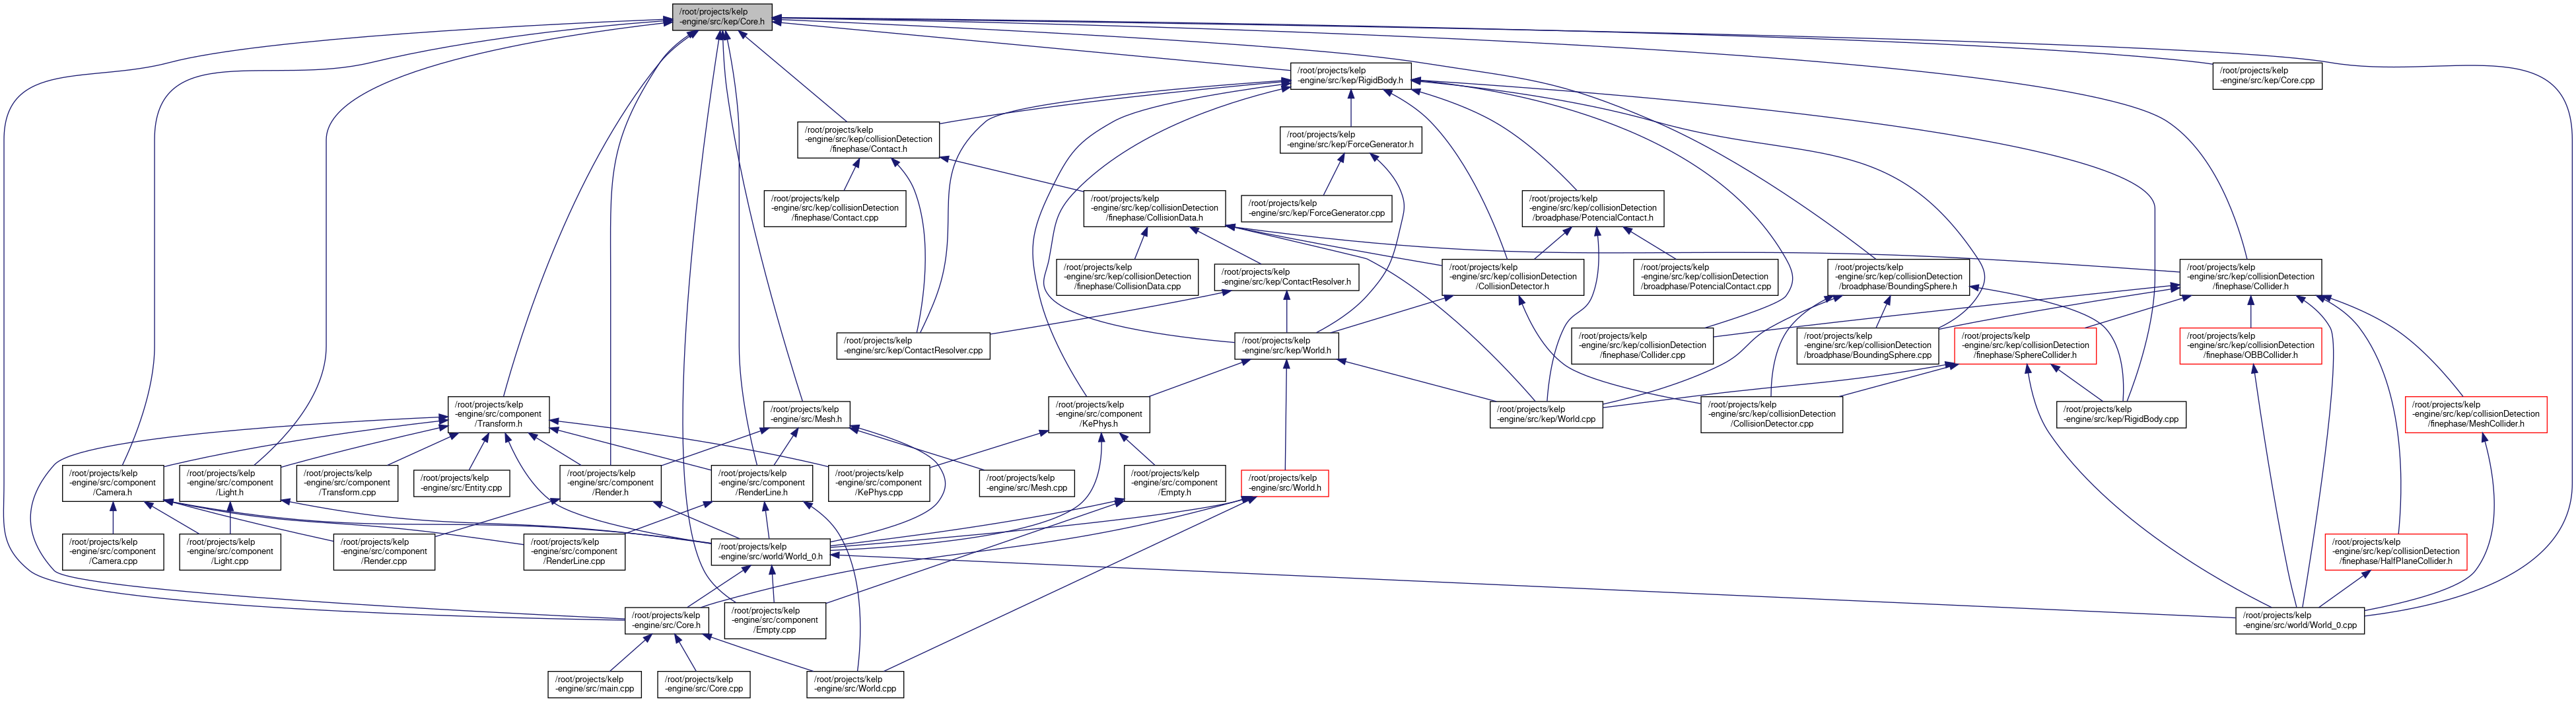 /root/projects/kelp
-engine/src/kep/Core.h
/root/projects/kelp
-engine/src/kep/RigidBody.h
/root/projects/kelp
-engine/src/kep/Core.cpp
/root/projects/kelp
-engine/src/kep/collisionDetection
/finephase/Contact.h
/root/projects/kelp
-engine/src/kep/ForceGenerator.h
/root/projects/kelp
-engine/src/kep/collisionDetection
/finephase/Contact.cpp
/root/projects/kelp
-engine/src/kep/collisionDetection
/finephase/CollisionData.h
/root/projects/kelp
-engine/src/kep/ForceGenerator.cpp
/root/projects/kelp
-engine/src/kep/collisionDetection
/broadphase/PotencialContact.h
/root/projects/kelp
-engine/src/kep/collisionDetection
/finephase/CollisionData.cpp
/root/projects/kelp
-engine/src/kep/ContactResolver.h
/root/projects/kelp
-engine/src/kep/collisionDetection
/CollisionDetector.h
/root/projects/kelp
-engine/src/kep/collisionDetection
/broadphase/PotencialContact.cpp
/root/projects/kelp
-engine/src/kep/collisionDetection
/broadphase/BoundingSphere.h
/root/projects/kelp
-engine/src/kep/collisionDetection
/finephase/Collider.h
/root/projects/kelp
-engine/src/kep/ContactResolver.cpp
/root/projects/kelp
-engine/src/kep/World.h
/root/projects/kelp
-engine/src/kep/collisionDetection
/finephase/Collider.cpp
/root/projects/kelp
-engine/src/kep/collisionDetection
/broadphase/BoundingSphere.cpp
/root/projects/kelp
-engine/src/kep/collisionDetection
/finephase/SphereCollider.h
/root/projects/kelp
-engine/src/kep/collisionDetection
/finephase/OBBCollider.h
/root/projects/kelp
-engine/src/component
/Transform.h
/root/projects/kelp
-engine/src/Mesh.h
/root/projects/kelp
-engine/src/component
/KePhys.h
/root/projects/kelp
-engine/src/kep/World.cpp
/root/projects/kelp
-engine/src/kep/collisionDetection
/CollisionDetector.cpp
/root/projects/kelp
-engine/src/kep/RigidBody.cpp
/root/projects/kelp
-engine/src/kep/collisionDetection
/finephase/MeshCollider.h
/root/projects/kelp
-engine/src/component
/Camera.h
/root/projects/kelp
-engine/src/component
/Light.h
/root/projects/kelp
-engine/src/component
/Transform.cpp
/root/projects/kelp
-engine/src/Entity.cpp
/root/projects/kelp
-engine/src/component
/Render.h
/root/projects/kelp
-engine/src/component
/RenderLine.h
/root/projects/kelp
-engine/src/component
/KePhys.cpp
/root/projects/kelp
-engine/src/Mesh.cpp
/root/projects/kelp
-engine/src/component
/Empty.h
/root/projects/kelp
-engine/src/World.h
/root/projects/kelp
-engine/src/component
/Camera.cpp
/root/projects/kelp
-engine/src/component
/Light.cpp
/root/projects/kelp
-engine/src/component
/Render.cpp
/root/projects/kelp
-engine/src/component
/RenderLine.cpp
/root/projects/kelp
-engine/src/world/World_0.h
/root/projects/kelp
-engine/src/kep/collisionDetection
/finephase/HalfPlaneCollider.h
/root/projects/kelp
-engine/src/Core.h
/root/projects/kelp
-engine/src/component
/Empty.cpp
/root/projects/kelp
-engine/src/world/World_0.cpp
/root/projects/kelp
-engine/src/main.cpp
/root/projects/kelp
-engine/src/Core.cpp
/root/projects/kelp
-engine/src/World.cpp